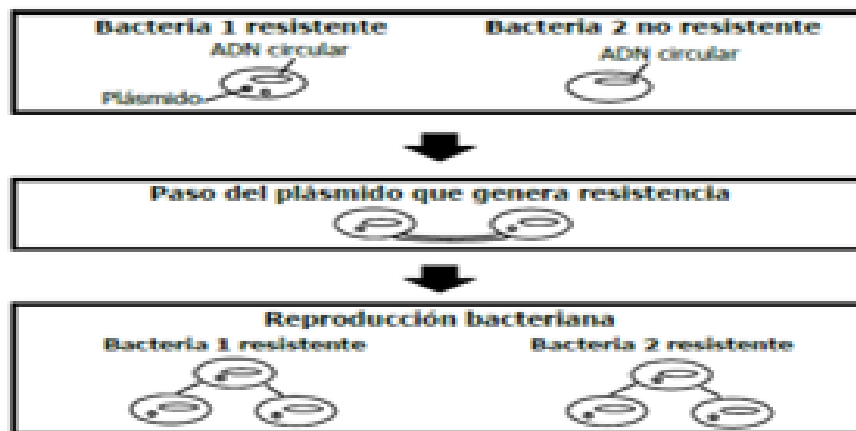 Bacteria 1 resistente
ADN circular
Plásmido
Bacteria 2 no resistente
ADN circular
Paso del plásmido que genera resistencia
Reproducción bacteriana
Bacteria 1 resistente
Bacteria 2 resistente